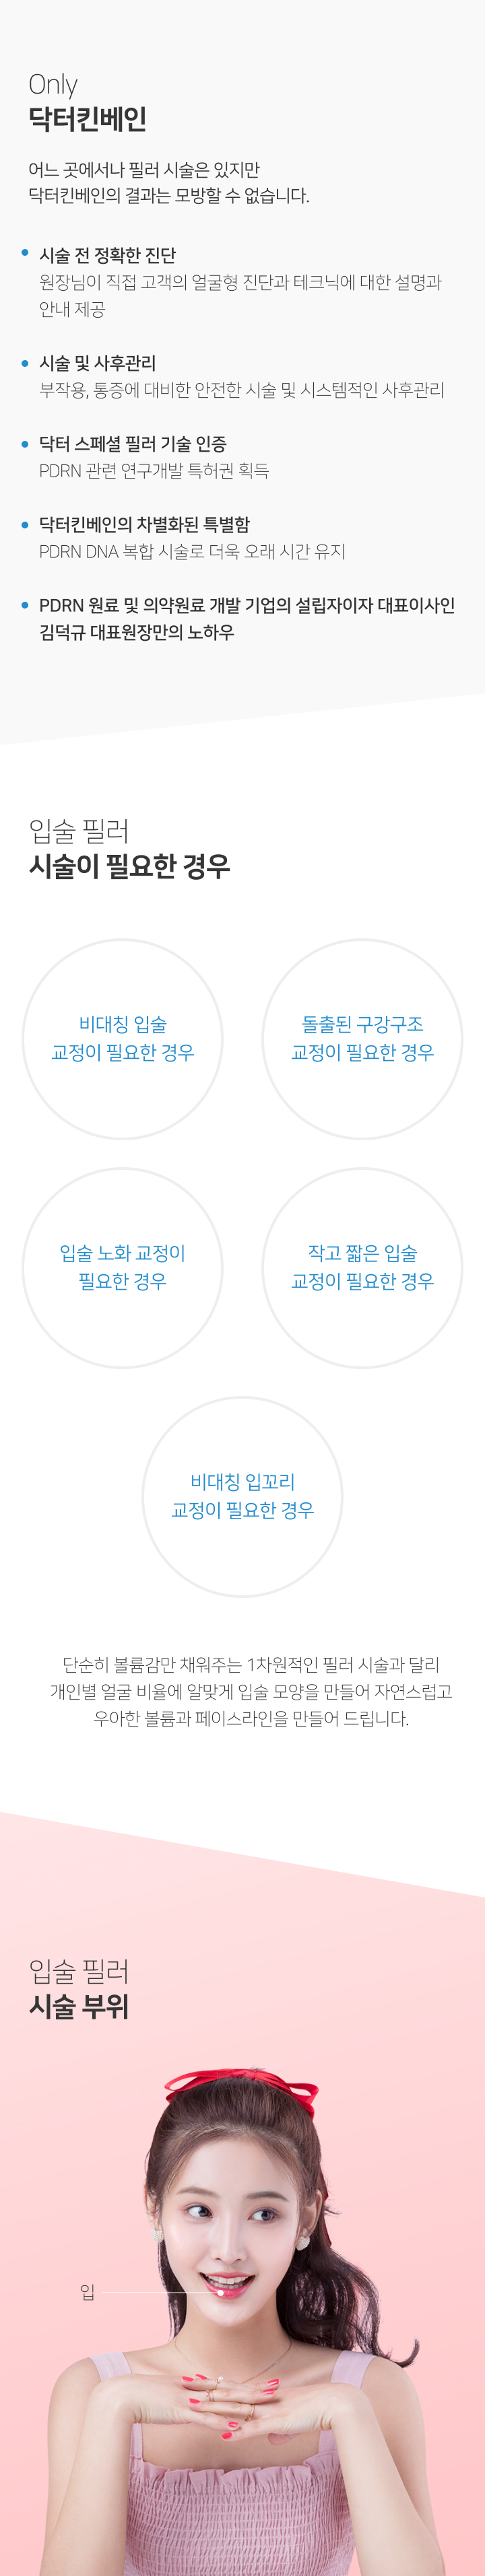 Only
닥터킨베인
어느 곳에서나 필러 시술은 있지만
닥터킨베인의 결과는 모방할 수 없습니다.
시술 전 정확한 진단
원장님이 직접 고객의 얼굴형 진단과 테크닉에 대한 설명과
안내 제공
시술 및 사후관리
부작용, 통증에 대비한 안전한 시술 및 시스템적인 사후관리
닥터 스페셜 필러 기술 인증
PDRN 관련 연구개발 특허권 획득
닥터킨베인의 차별화된 특별함
PDRN DNA 복합 시술로 더욱 오래 시간 유지
PDRN 원료 및 의약원료 개발 기업의 설립자이자 대표이사인
김덕규 대표원장만의 노하우
입술 필러
시술이 필요한 경우
비대칭 입술
교정이 필요한 경우
돌출된 구강구조
교정이 필요한 경우
입술 노화 교정이
필요한 경우
작고 짧은 입술
교정이 필요한 경우
비대칭 입꼬리
교정이 필요한 경우
단순히 볼륨감만 채워주는 1차원적인 필러 시술과 달리
개인별 얼굴 비율에 알맞게 입술 모양을 만들어 자연스럽고
우아한 볼륨과 페이스라인을 만들어 드립니다.
입술 필러
시술 부위
입